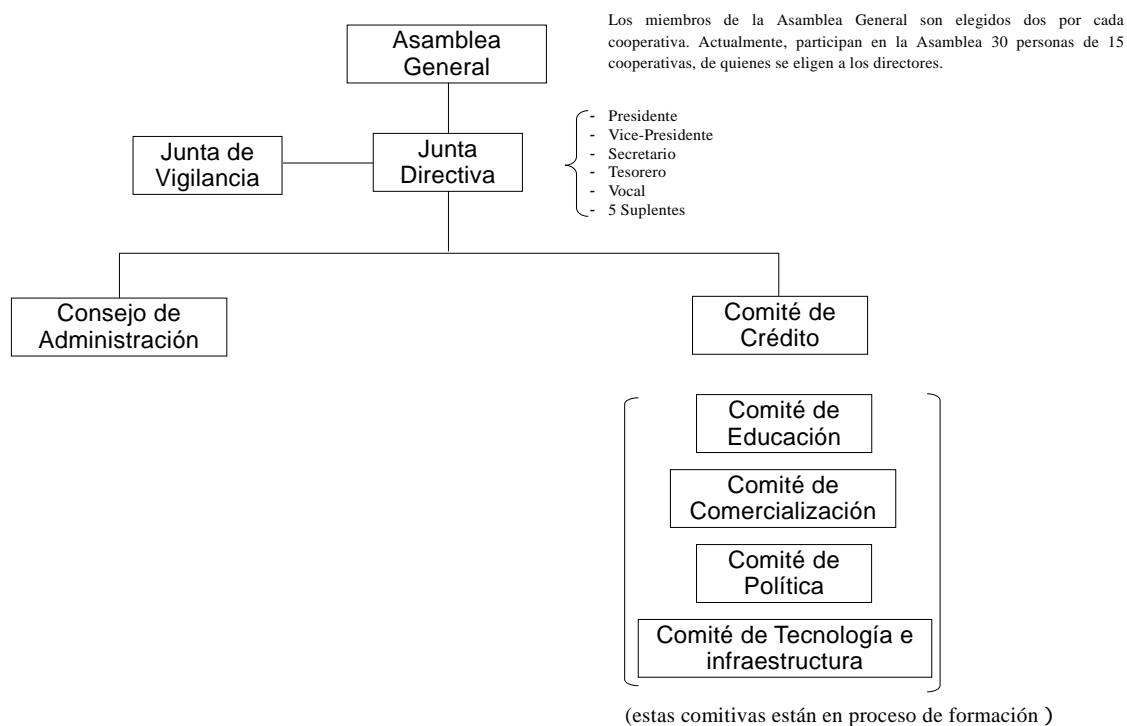 Asamblea
General
Los miembros de la Asamblea General son elegidos dos por cada
cooperativa. Actualmente, participan en la Asamblea 30 personas de 15
cooperativas, de quienes se eligen a los directores.
Junta de
Vigilancia
Junta
Directiva
- Presidente
- Vice-Presidente
- Secretario
- Tesorero
- Vocal
- 5 Suplentes
Consejo de
Administración
Comité de
Crédito
Comité de
Educación
Comité de
Comercialización
Comité de
Política
Comité de Tecnología e
infraestructura
(estas comitivas están en proceso de formación )